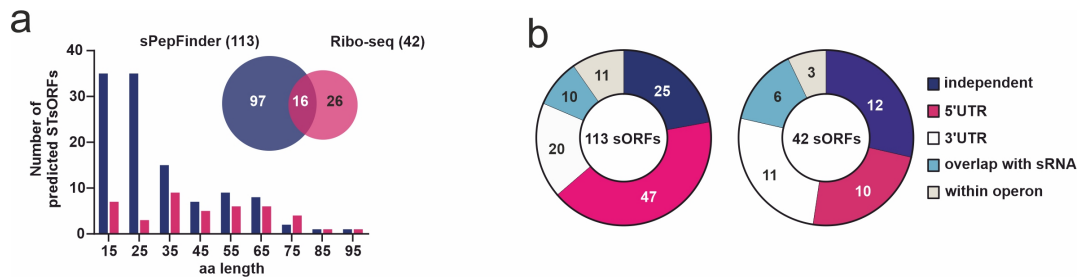 a
sPepFinder (113)
Ribo-seq (42)
97
16
26
Number of
predicted STsORFs
40
30
20
10
0
15 25 35 45 55 65 75 85 95
aa length
b
25
47
20
10
11
113 sORFs
12
10
11
6
3
42 sORFs
independent
5'UTR
3'UTR
overlap with sRNA
within operon